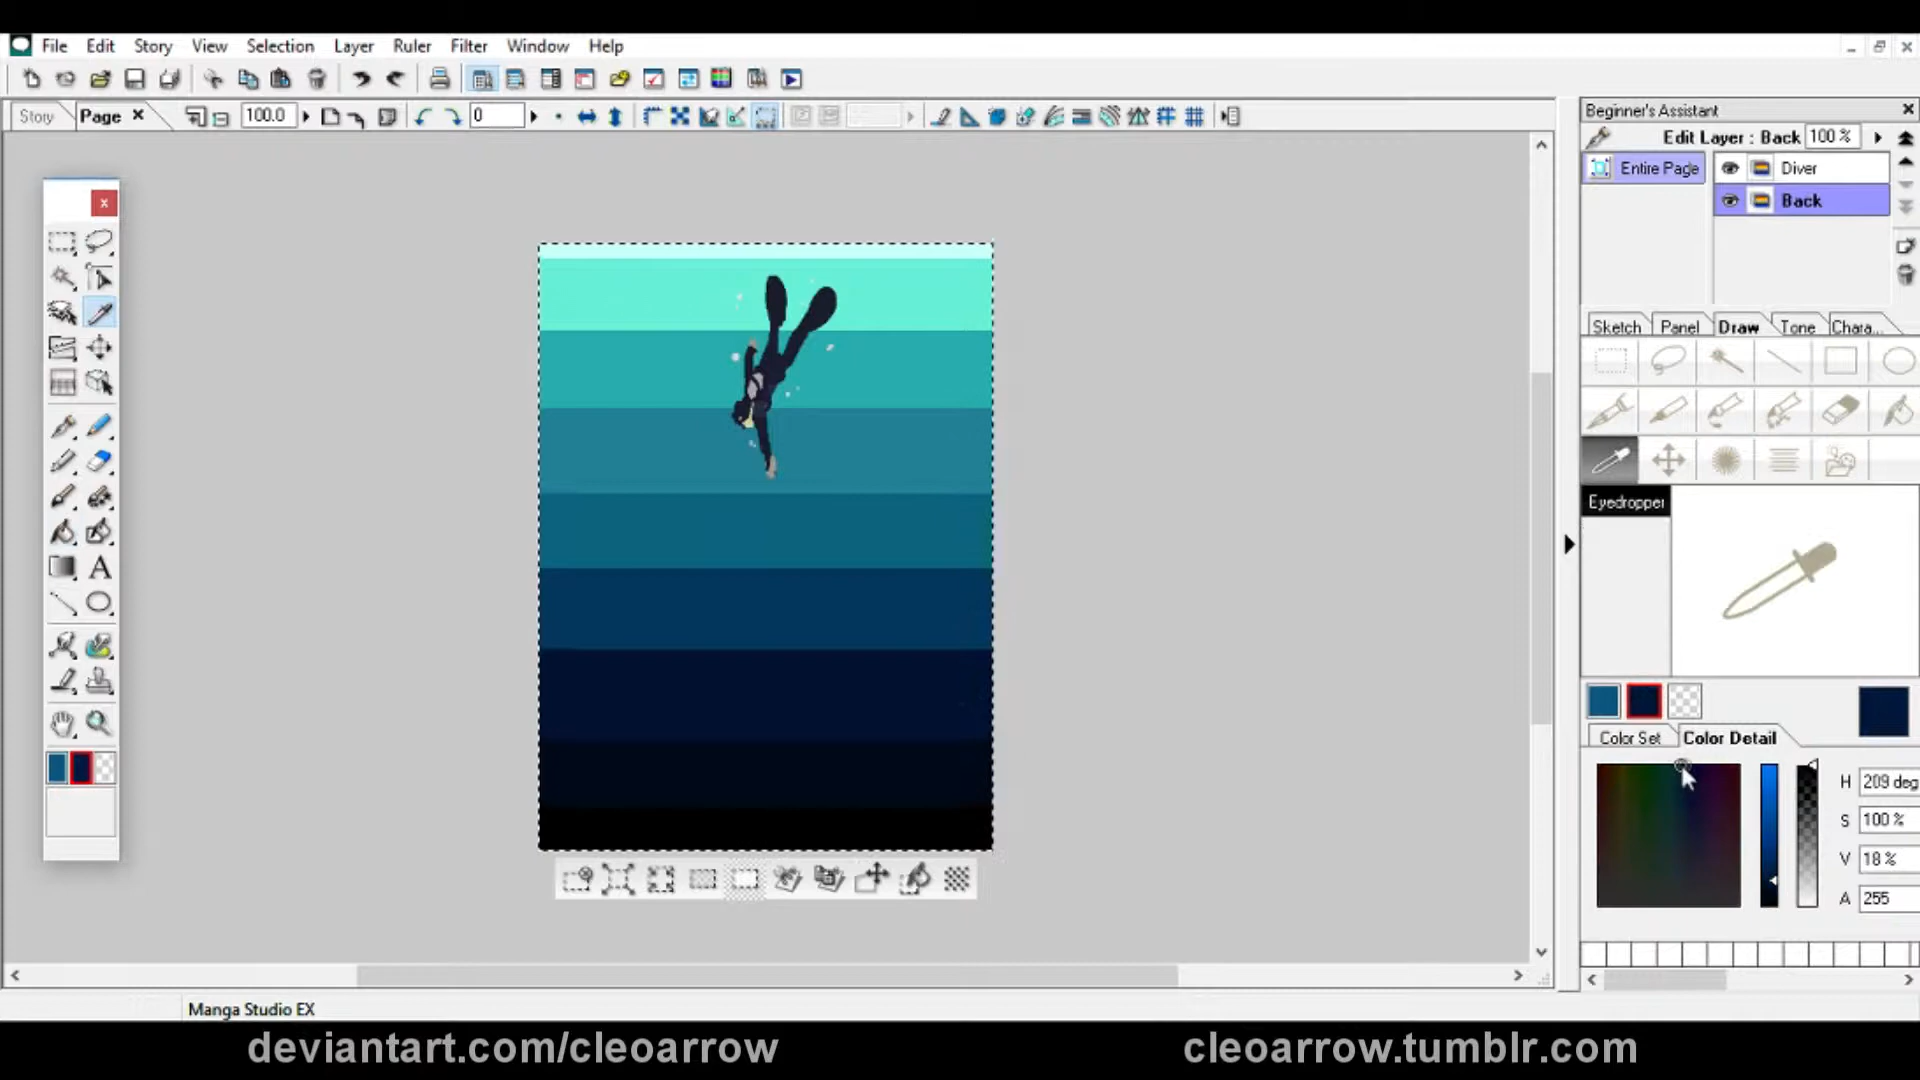 File Edit Story View Selection Layer Ruler Filter Window Help
Story Page 100.0 0
Beginner's Assistant
Edit Layer : Back 100 %
Entire Page Diver
Back
Sketch Panel Draw Tone Chara...
Eyedropper
Color Set Color Detail
H 209 deg
S 100 %
V 18 %
A 255
A
Manga Studio EX
deviantart.com/cleoarrow cleoarrow.tumblr.com